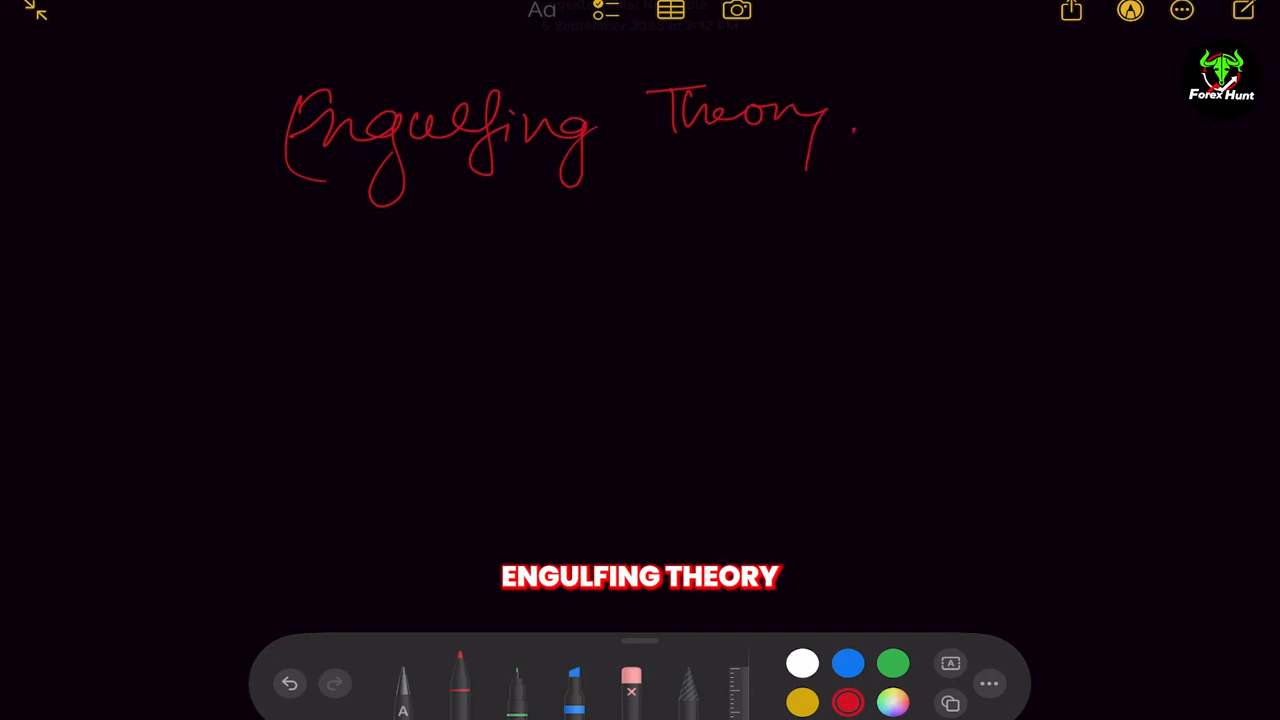 Aa
Engulfing Theory.
Forex Hunt
ENGULFING THEORY
A
A